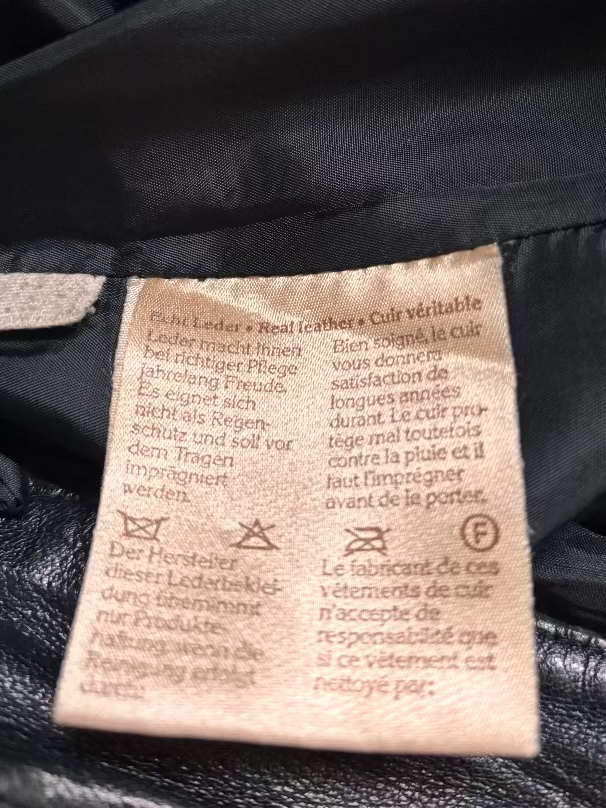 Echt Leder • Real leather • Cuir véritable
Leder macht Ihnen
bei richtiger Pflege
jahrelang Freude.
Es eignet sich
nicht als Regen-
schutz und soll vor
dem Tragen
imprägniert
werden.
Bien soigné, le cuir
vous donnera
satisfaction de
longues années
durant. Le cuir pro-
tège mal toutefois
contre la pluie et il
faut l'imprégner
avant de le porter.
F
Der Hersteller
dieser Lederbeklei-
dung übernimmt
nur Produkte-
haftung, wenn die
Reinigung erfolgt
durch:
Le fabricant de ces
vêtements de cuir
n'accepte de
responsabilité que
si ce vêtement est
nettoyé par: